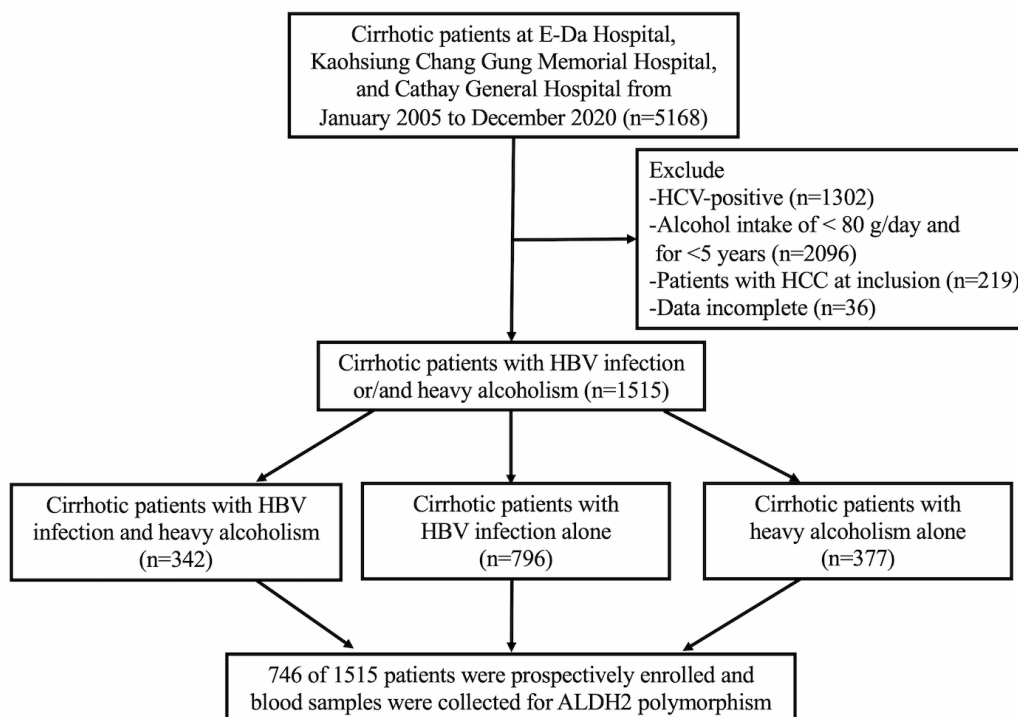 Cirrhotic patients at E-Da Hospital,
Kaohsiung Chang Gung Memorial Hospital,
and Cathay General Hospital from
January 2005 to December 2020 (n=5168)
Exclude
-HCV-positive (n=1302)
-Alcohol intake of < 80 g/day and
for <5 years (n=2096)
-Patients with HCC at inclusion (n=219)
-Data incomplete (n=36)
Cirrhotic patients with HBV infection
or/and heavy alcoholism (n=1515)
Cirrhotic patients with HBV
infection and heavy alcoholism
(n=342)
Cirrhotic patients with
HBV infection alone
(n=796)
Cirrhotic patients with
heavy alcoholism alone
(n=377)
746 of 1515 patients were prospectively enrolled and
blood samples were collected for ALDH2 polymorphism